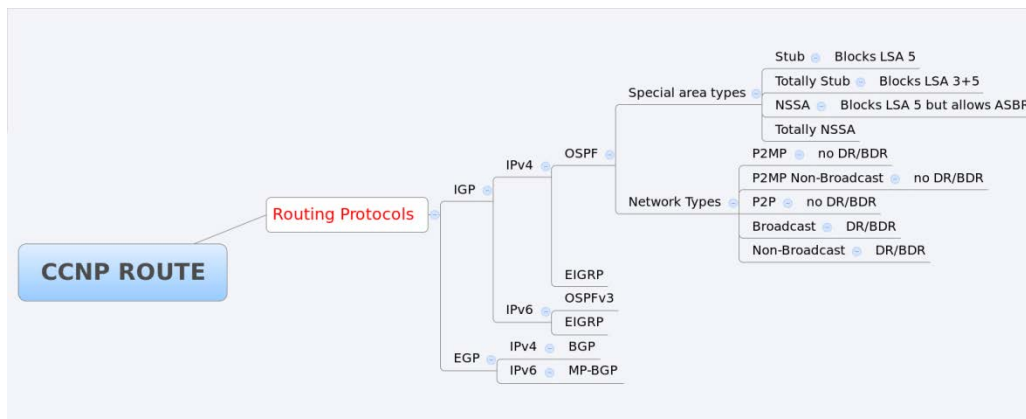 CCNP ROUTE
Routing Protocols
IGP
IPv4
OSPF
Special area types
Stub Blocks LSA 5
Totally Stub Blocks LSA 3+5
NSSA Blocks LSA 5 but allows ASBR
Totally NSSA
Network Types
P2MP no DR/BDR
P2MP Non-Broadcast no DR/BDR
P2P no DR/BDR
Broadcast DR/BDR
Non-Broadcast DR/BDR
EIGRP
IPv6
OSPFv3
EIGRP
EGP
IPv4 BGP
IPv6 MP-BGP